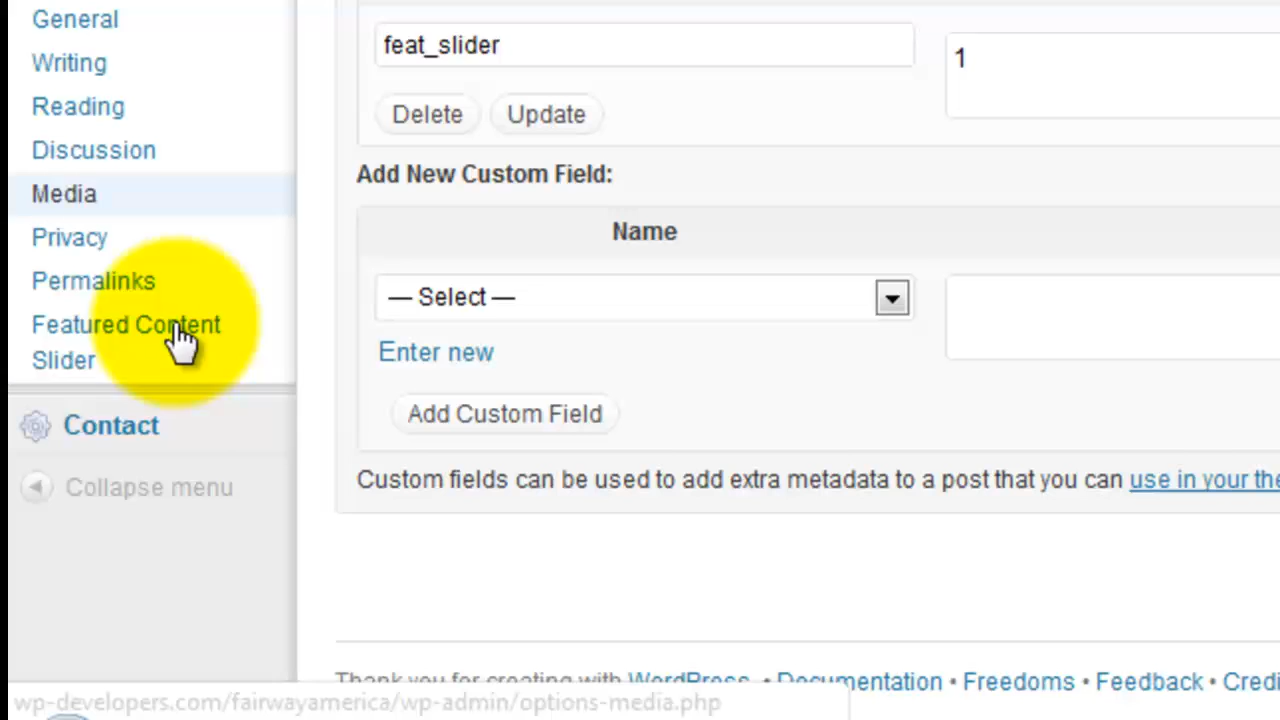 General
Writing
Reading
Discussion
Media
Privacy
Permalinks
Featured Content
Slider
Contact
Collapse menu
feat_slider
1
Delete
Update
Add New Custom Field:
Name
— Select —
Enter new
Add Custom Field
Custom fields can be used to add extra metadata to a post that you can use in your the
Thank you for creating with WordPress. • Documentation • Freedoms • Feedback • Credi
wp-developers.com/fairwayamerica/wp-admin/options-media.php